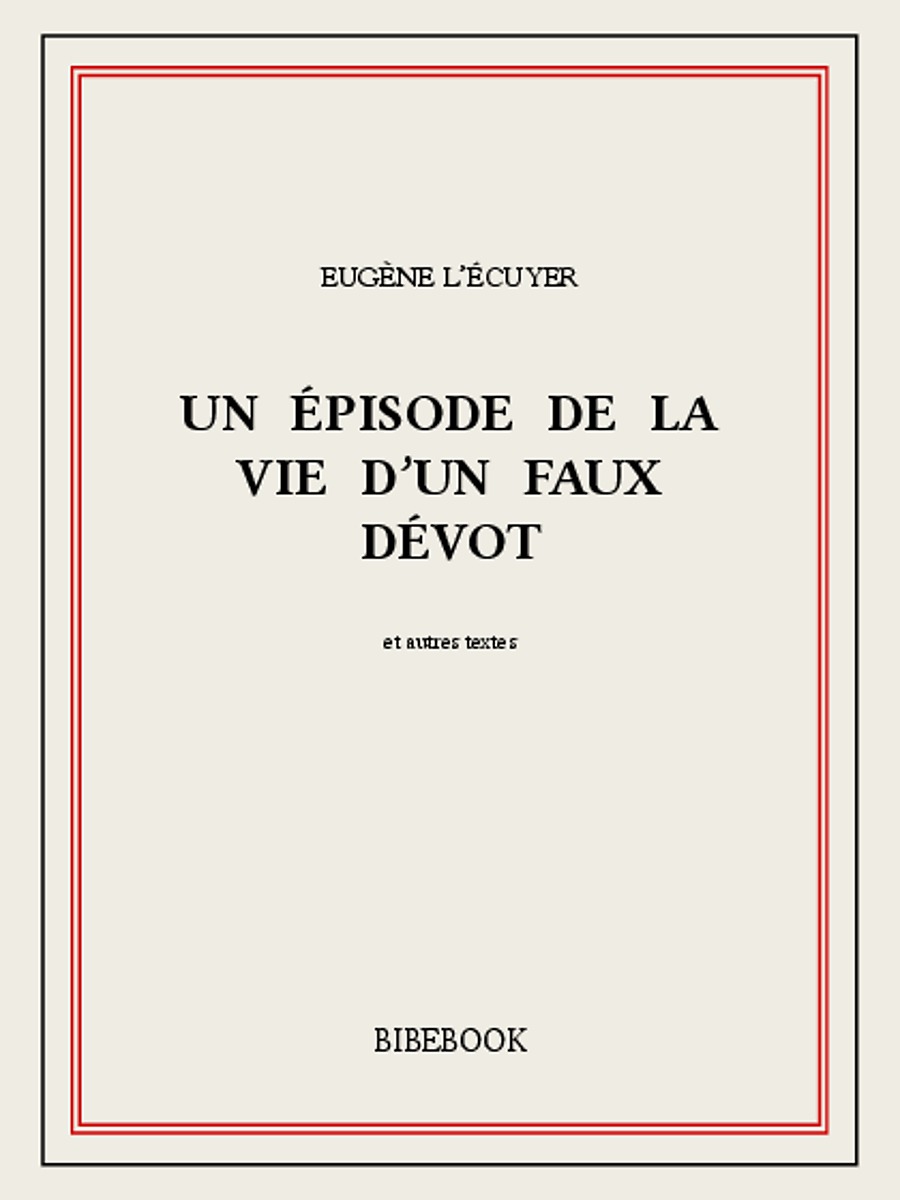 EUGÈNE L’ÉCUYER
UN ÉPISODE DE LA
VIE D’UN FAUX
DÉVOT
et autres textes
BIBEBOOK